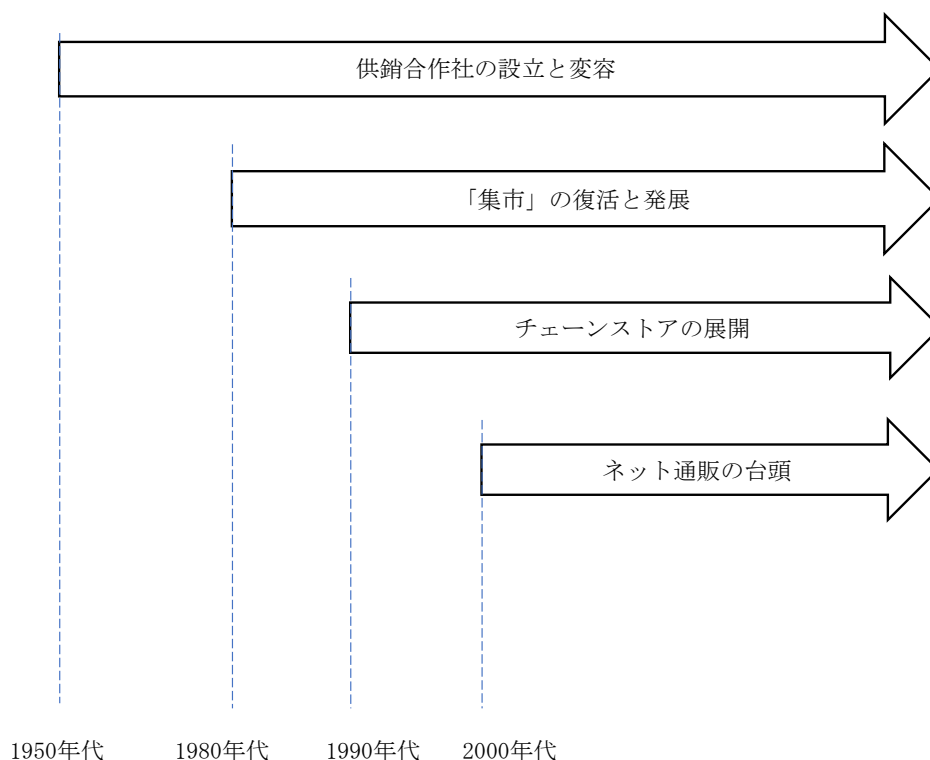 供銷合作社の設立と変容
「集市」の復活と発展
チェーンストアの展開
ネット通販の台頭
1950年代 1980年代 1990年代 2000年代